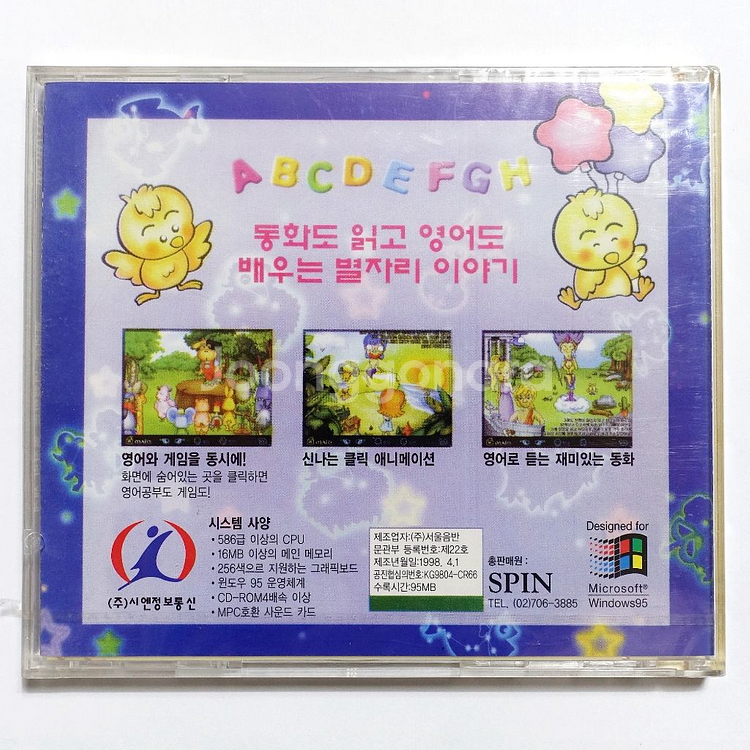 ABCDEFGH
동화도 읽고 영어도
배우는 별자리 이야기
joonggonara
영어와 게임을 동시에!
화면에 숨어있는 곳을 클릭하면
영어공부도 게임도!
신나는 클릭 애니메이션
영어로 듣는 재미있는 동화
(주)시엔정보통신
시스템 사양
• 586급 이상의 CPU
• 16MB 이상의 메인 메모리
• 256색으로 지원하는 그래픽보드
• 윈도우 95 운영체계
• CD-ROM4배속 이상
• MPC호환 사운드 카드
제조업자:(주)서울음반
문관부 등록번호:제22호
제조년월일:1998. 4.1
공진협심의번호:KG9804-CR66
수록시간:95MB
총판매원 :
SPIN
TEL. (02)706-3885
Designed for
Microsoft®
Windows95